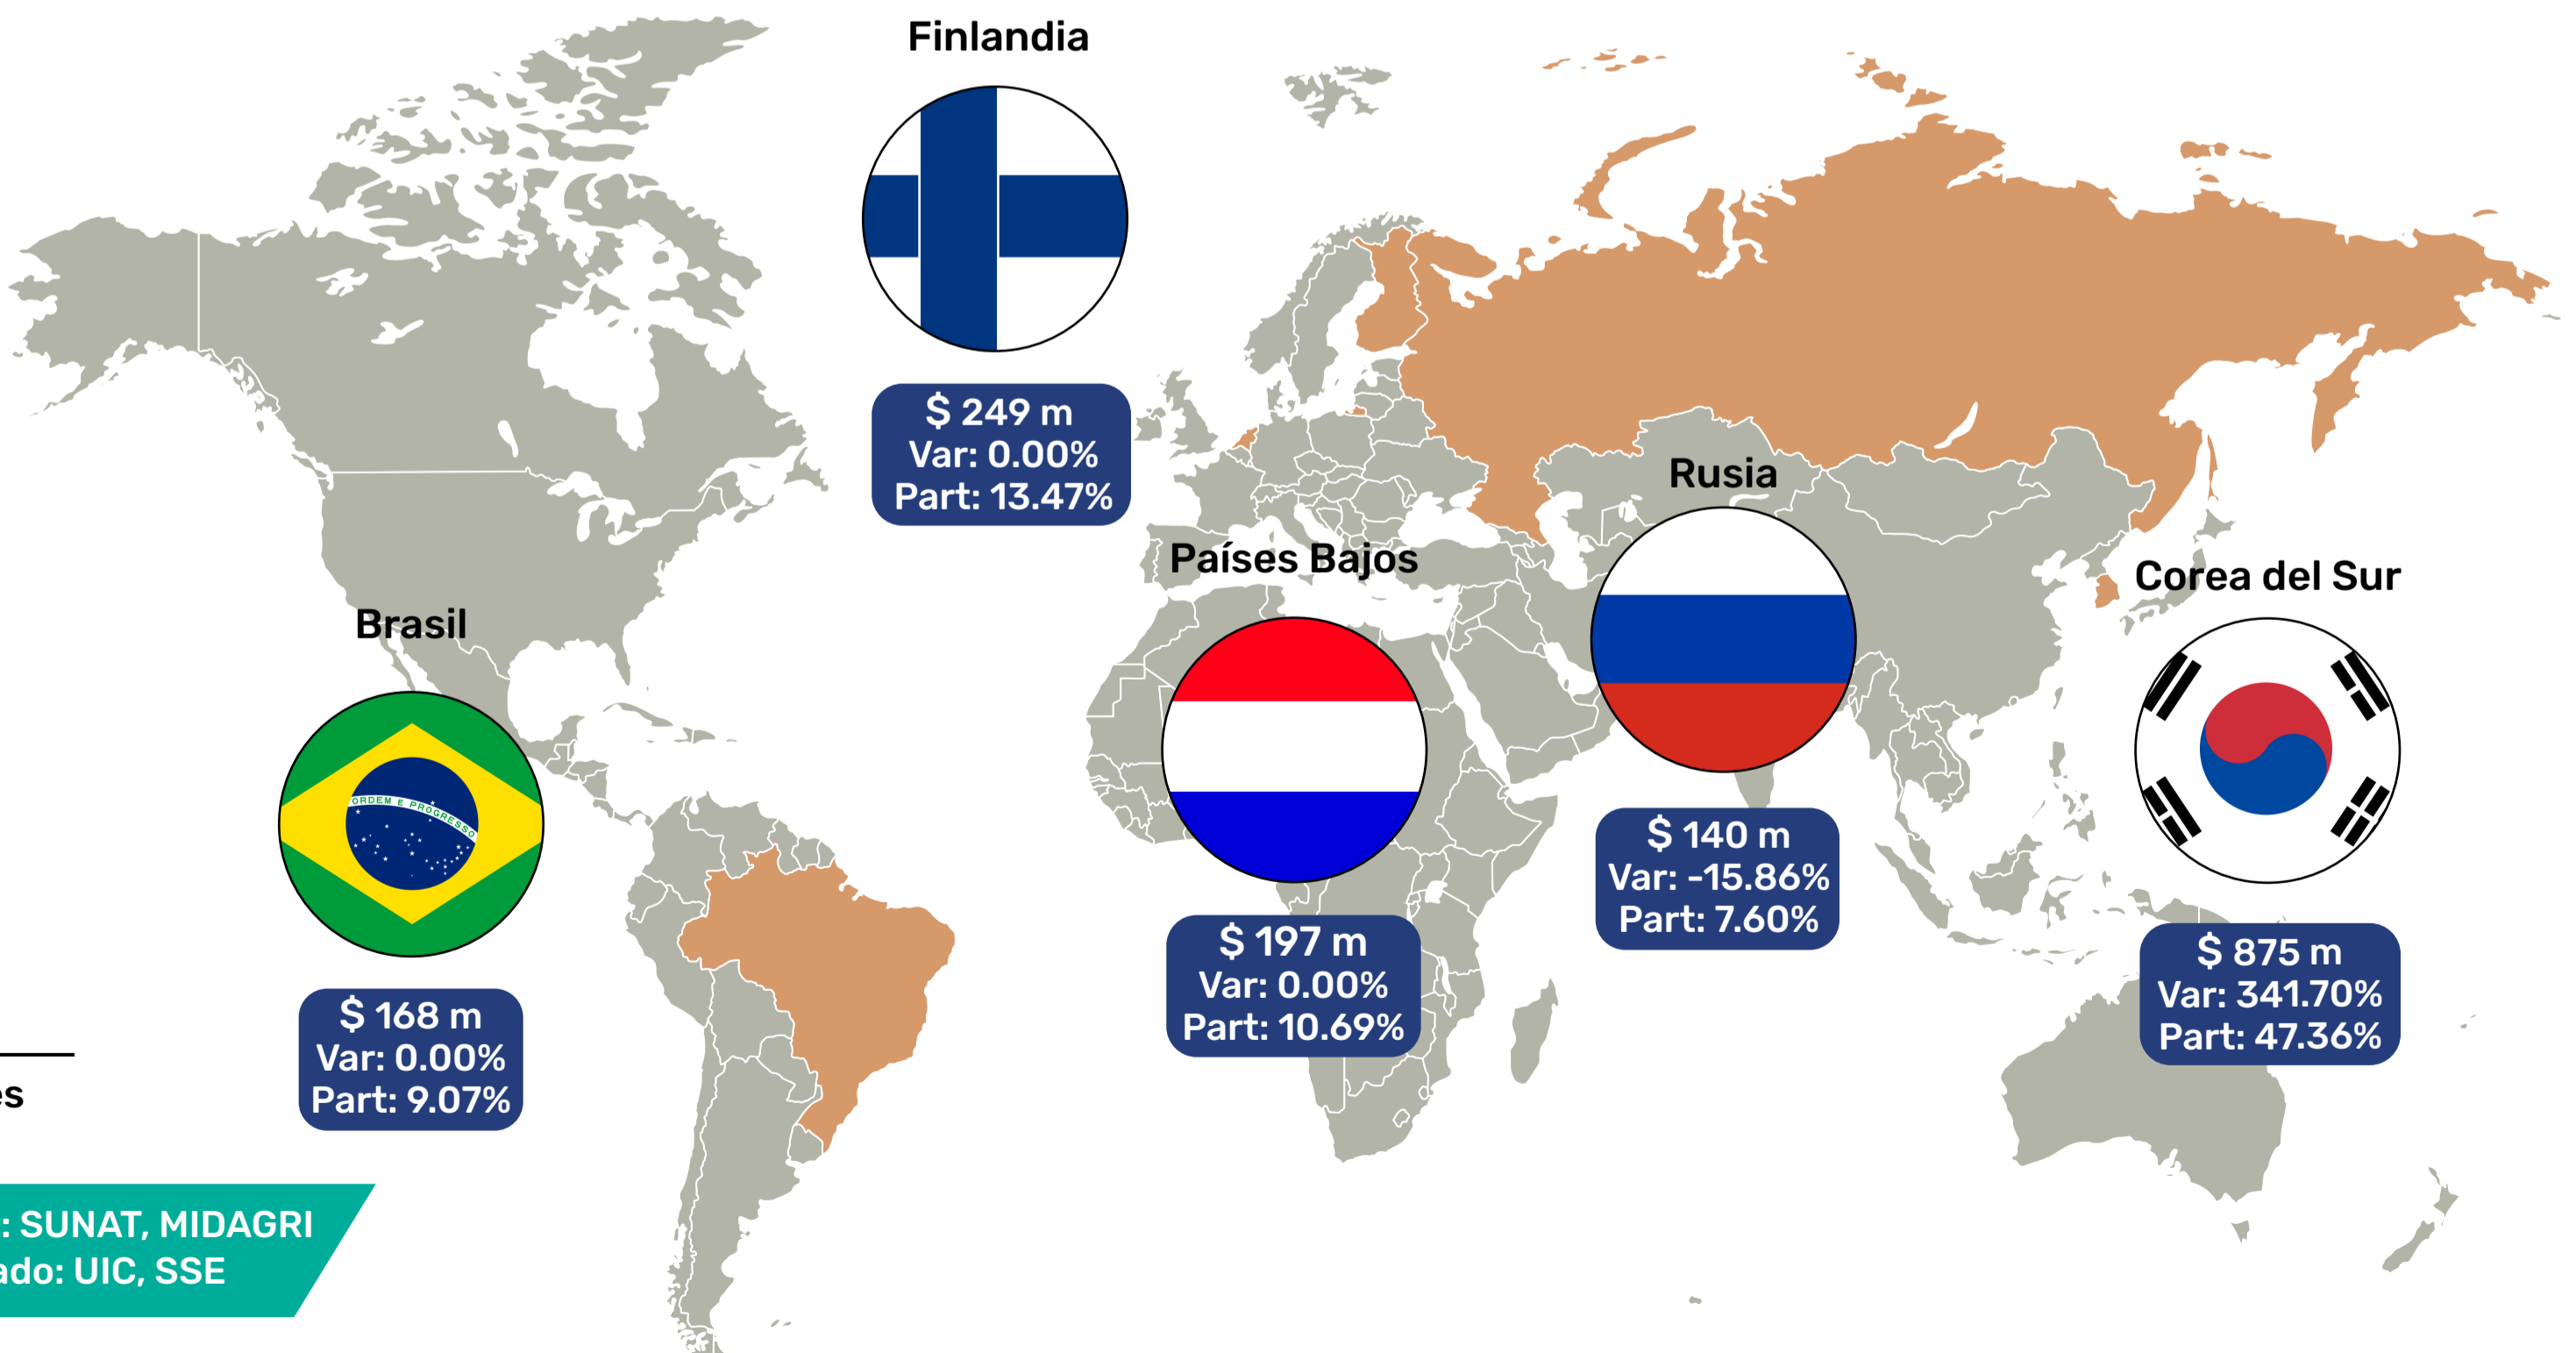 Finlandia
$ 249 m
Var: 0.00%
Part: 13.47%
Rusia
$ 140 m
Var: -15.86%
Part: 7.60%
Países Bajos
$ 197 m
Var: 0.00%
Part: 10.69%
Corea del Sur
$ 875 m
Var: 341.70%
Part: 47.36%
Brasil
ORDEM E PROGRESSO
$ 168 m
Var: 0.00%
Part: 9.07%
es
: SUNAT, MIDAGRI
ado: UIC, SSE